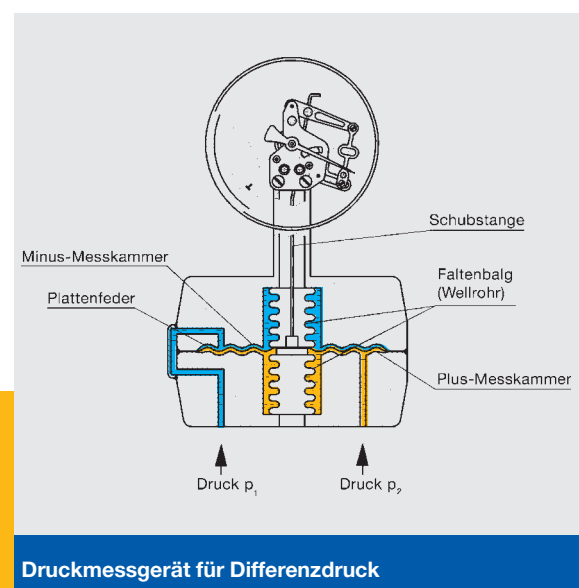 Schubstange
Minus-Messkammer
Faltenbalg
(Wellrohr)
Plattenfeder
Plus-Messkammer
Druck p₁
Druck p₂
Druckmessgerät für Differenzdruck